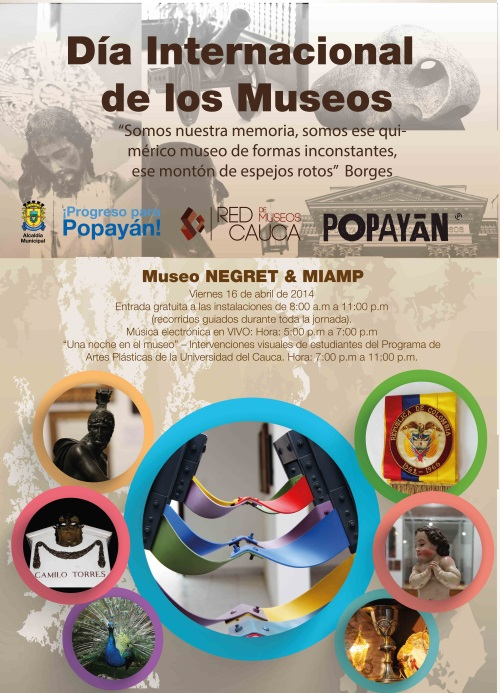 Día Internacional
de los Museos
“Somos nuestra memoria, somos ese qui-
mérico museo de formas inconstantes,
ese montón de espejos rotos” Borges
Alcaldía
Municipal
¡Progreso para
Popayán!
RED DE MUSEOS
CAUCA
POPAYÁN
Museo NEGRET & MIAMP
Viernes 16 de abril de 2014
Entrada gratuita a las instalaciones de 8:00 a.m a 11:00 p.m
(recorridos guiados durante toda la jornada).
Música electrónica en VIVO: Hora: 5:00 p.m a 7:00 p.m
“Una noche en el museo” – Intervenciones visuales de estudiantes del Programa de
Artes Plásticas de la Universidad del Cauca. Hora: 7:00 p.m a 11:00 p.m.
REPUBLICA DE COLOMBIA
CAMILO TORRES